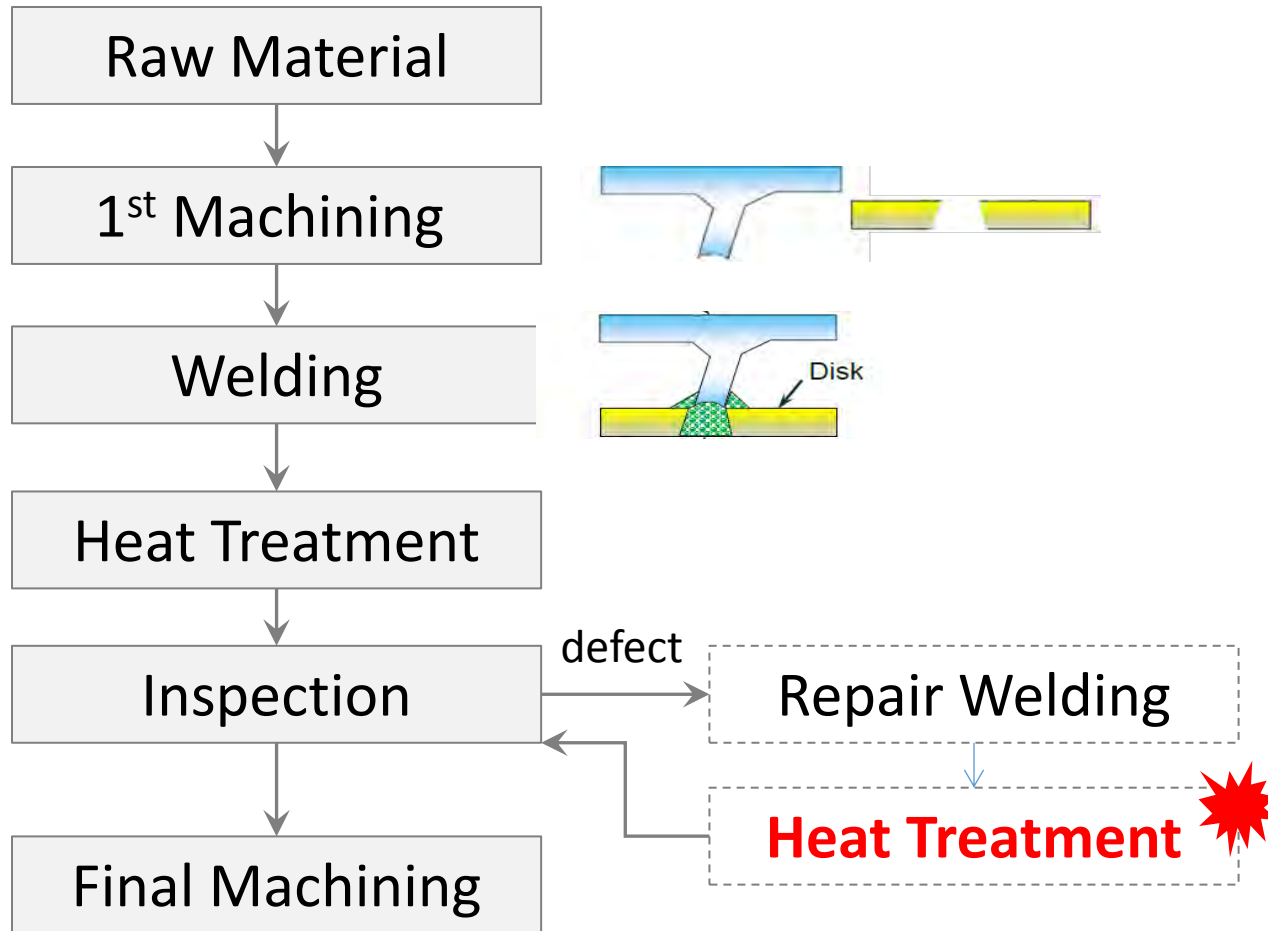 Raw Material
1st Machining
Welding
Disk
Heat Treatment
Inspection
defect
Repair Welding
Heat Treatment
Final Machining